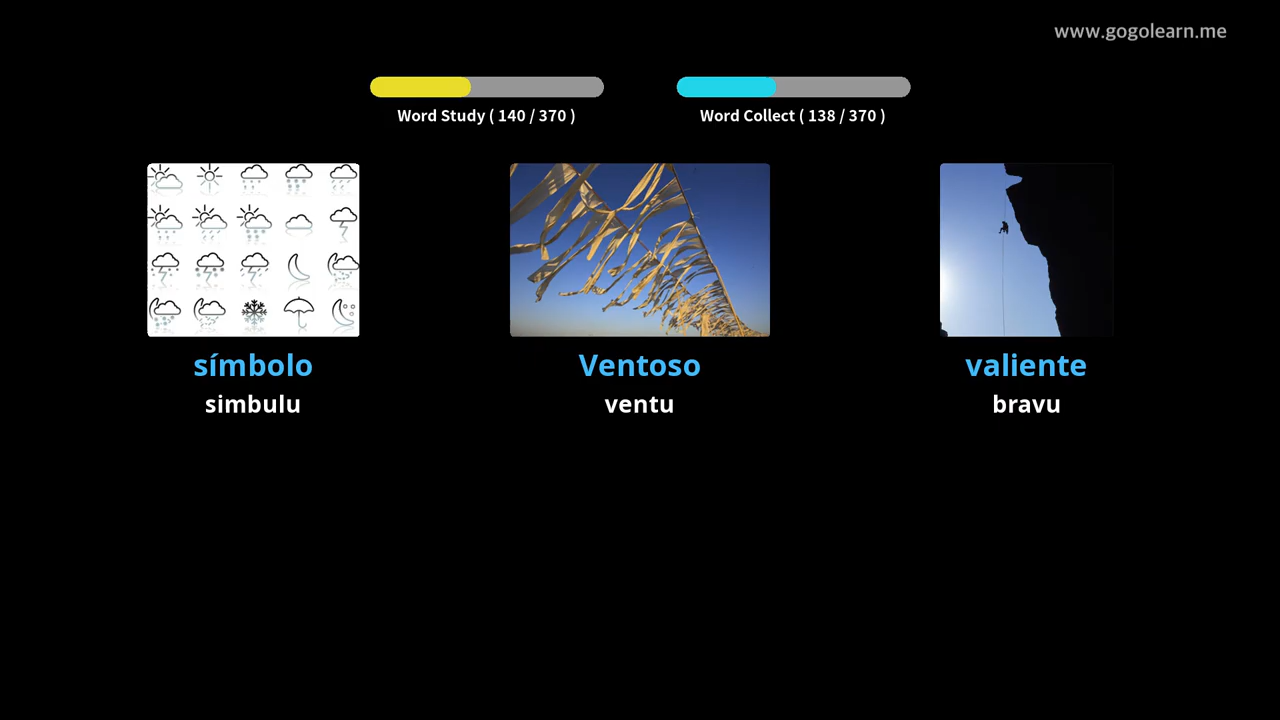 www.gogolearn.me
Word Study ( 140 / 370 )
Word Collect ( 138 / 370 )
símbolo
simbulu
Ventoso
ventu
valiente
bravu